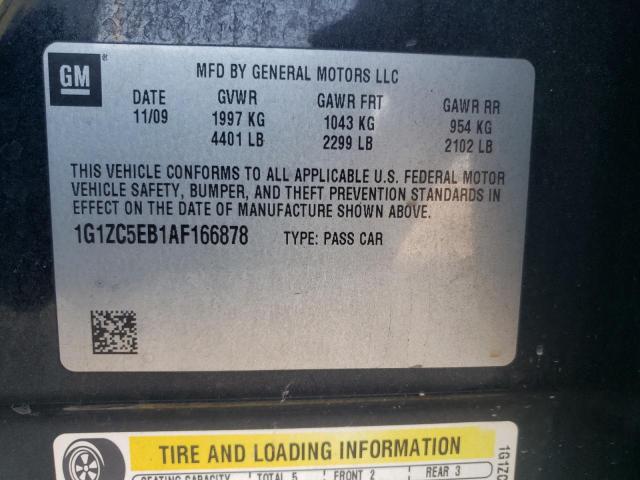 GM ® MFD BY GENERAL MOTORS LLC
DATE GVWR GAWR FRT GAWR RR
11/09 1997 KG 1043 KG 954 KG
4401 LB 2299 LB 2102 LB
THIS VEHICLE CONFORMS TO ALL APPLICABLE U.S. FEDERAL MOTOR
VEHICLE SAFETY, BUMPER, AND THEFT PREVENTION STANDARDS IN
EFFECT ON THE DATE OF MANUFACTURE SHOWN ABOVE.
1G1ZC5EB1AF166878 TYPE: PASS CAR
TIRE AND LOADING INFORMATION
SEATING CAPACITY TOTAL 5 FRONT 2 REAR 3
1G1ZC